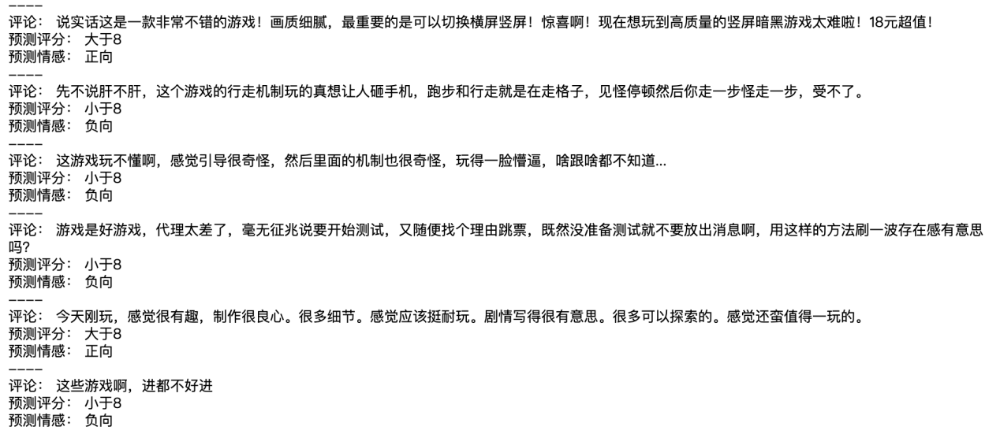 ----
评论： 说实话这是一款非常不错的游戏！画质细腻，最重要的是可以切换横屏竖屏！惊喜啊！现在想玩到高质量的竖屏暗黑游戏太难啦！18元超值！
预测评分： 大于8
预测情感： 正向
----
评论： 先不说肝不肝，这个游戏的行走机制玩的真想让人砸手机，跑步和行走就是在走格子，见怪停顿然后你走一步怪走一步，受不了。
预测评分： 小于8
预测情感： 负向
----
评论： 这游戏玩不懂啊，感觉引导很奇怪，然后里面的机制也很奇怪，玩得一脸懵逼，啥跟啥都不知道...
预测评分： 小于8
预测情感： 负向
----
评论： 游戏是好游戏，代理太差了，毫无征兆说要开始测试，又随便找个理由跳票，既然没准备测试就不要放出消息啊，用这样的方法刷一波存在感有意思
吗?
预测评分： 小于8
预测情感： 负向
----
评论： 今天刚玩，感觉很有趣，制作很良心。很多细节。感觉应该挺耐玩。剧情写得很有意思。很多可以探索的。感觉还蛮值得一玩的。
预测评分： 大于8
预测情感： 正向
----
评论： 这些游戏啊，进都不好进
预测评分： 小于8
预测情感： 负向